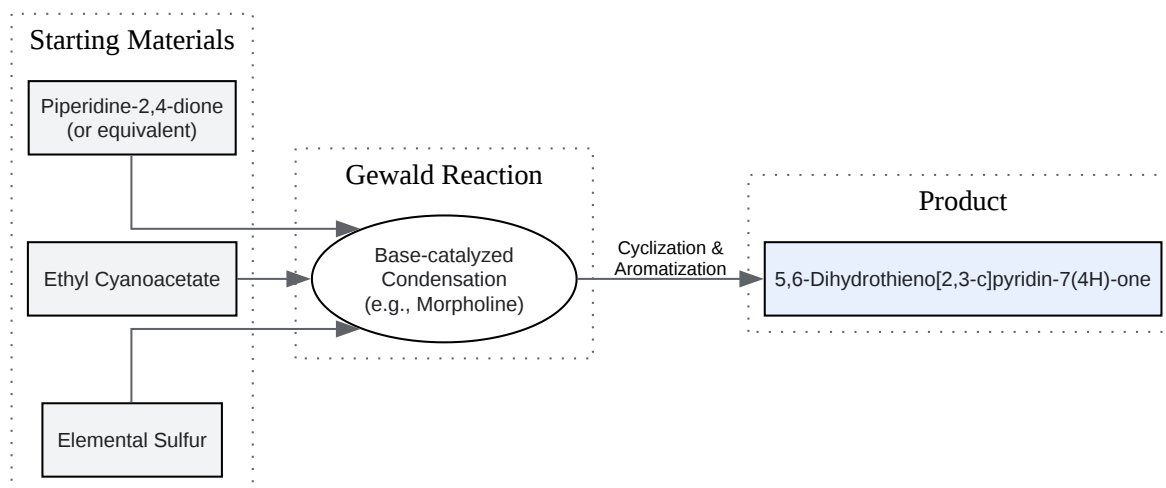 Starting Materials
Piperidine-2,4-dione
(or equivalent)
Ethyl Cyanoacetate
Elemental Sulfur
Gewald Reaction
Base-catalyzed
Condensation
(e.g., Morpholine)
Cyclization &
Aromatization
Product
5,6-Dihydrothieno[2,3-c]pyridin-7(4H)-one